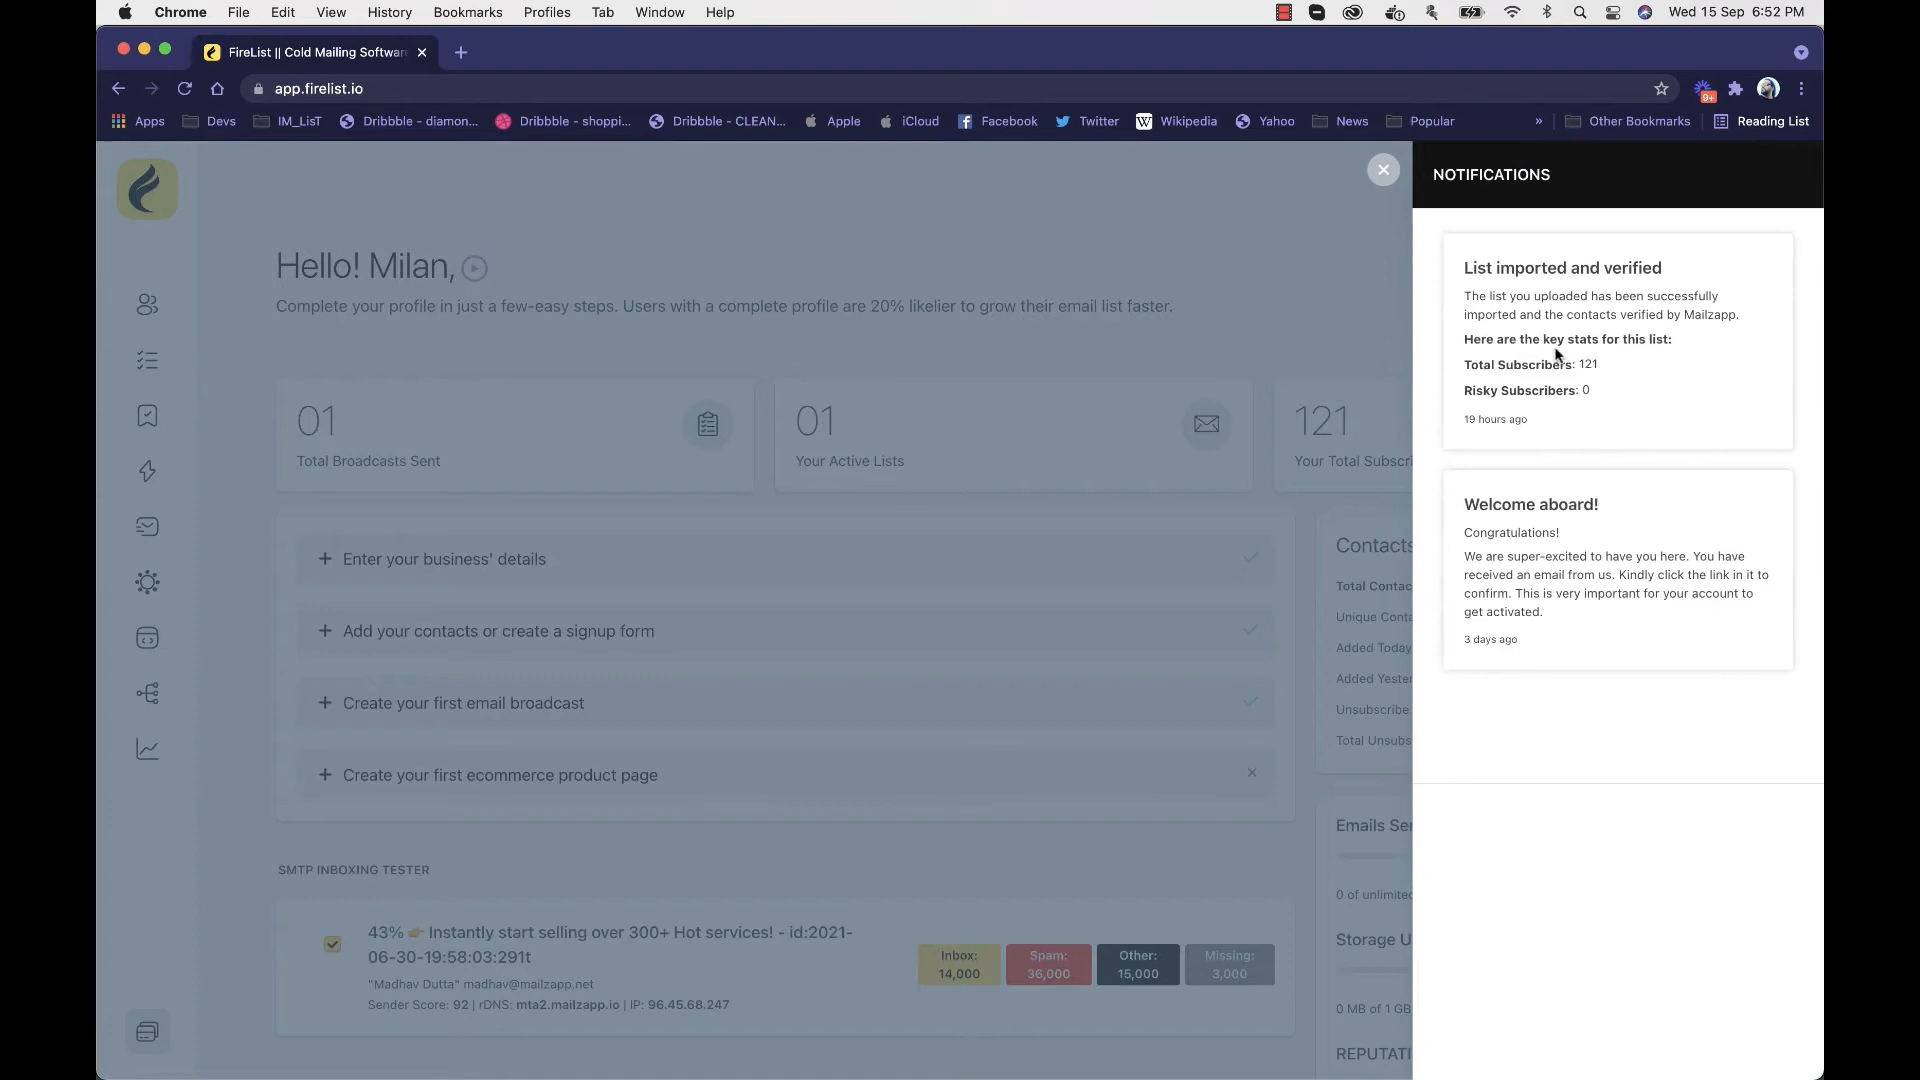 Chrome File Edit View History Bookmarks Profiles Tab Window Help Wed 15 Sep 6:52 PM
FireList || Cold Mailing Softwar
app.firelist.io 9+
Apps Devs IM_LisT Dribbble - diamon... Dribbble - shoppi... Dribbble - CLEAN... Apple iCloud Facebook Twitter Wikipedia Yahoo News Popular » Other Bookmarks Reading List
Hello! Milan,
Complete your profile in just a few-easy steps. Users with a complete profile are 20% likelier to grow their email list faster.
01
Total Broadcasts Sent
01
Your Active Lists
121
Your Total Subscri
Enter your business' details
Add your contacts or create a signup form
Create your first email broadcast
Create your first ecommerce product page
Contacts
Total Contac
Unique Conta
Added Today
Added Yester
Unsubscribe
Total Unsubs
SMTP INBOXING TESTER
43% 👉 Instantly start selling over 300+ Hot services! - id:2021-
06-30-19:58:03:291t
"Madhav Dutta" madhav@mailzapp.net
Sender Score: 92 | rDNS: mta2.mailzapp.io | IP: 96.45.68.247
Inbox:
14,000
Spam:
36,000
Other:
15,000
Missing:
3,000
Emails Ser
0 of unlimited
Storage U
0 MB of 1 GB
REPUTATI
NOTIFICATIONS
List imported and verified
The list you uploaded has been successfully
imported and the contacts verified by Mailzapp.
Here are the key stats for this list:
Total Subscribers: 121
Risky Subscribers: 0
19 hours ago
Welcome aboard!
Congratulations!
We are super-excited to have you here. You have
received an email from us. Kindly click the link in it to
confirm. This is very important for your account to
get activated.
3 days ago